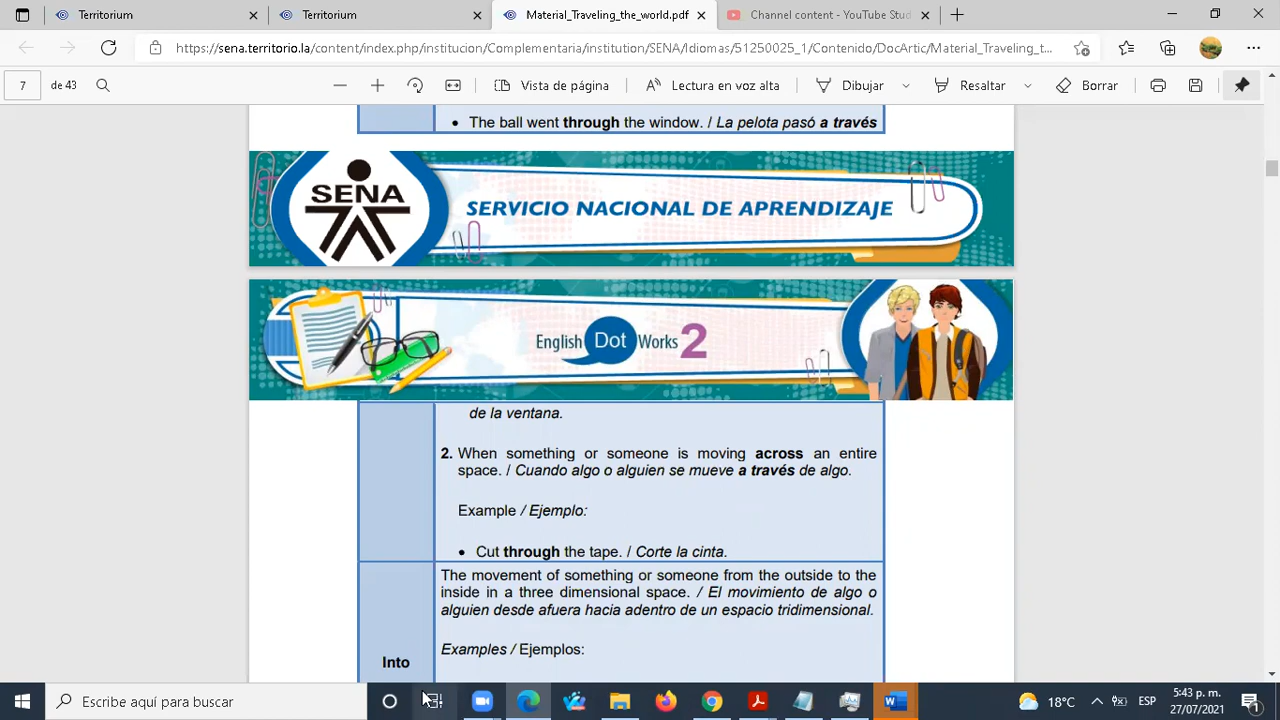 Territorium
Territorium
Material_Traveling_the_world.pdf
Channel content - YouTube Stud
https://sena.territorio.la/content/index.php/institucion/Complementaria/institution/SENA/Idiomas/51250025_1/Contenido/DocArtic/Material_Traveling_t...
7 de 43
Vista de página
Lectura en voz alta
Dibujar
Resaltar
Borrar
• The ball went through the window. / La pelota pasó a través
SENA
SERVICIO NACIONAL DE APRENDIZAJE
English Dot Works 2
de la ventana.
2. When something or someone is moving across an entire
space. / Cuando algo o alguien se mueve a través de algo.
Example / Ejemplo:
• Cut through the tape. / Corte la cinta.
The movement of something or someone from the outside to the
inside in a three dimensional space. / El movimiento de algo o
alguien desde afuera hacia adentro de un espacio tridimensional.
Examples / Ejemplos:
Into
Escribe aquí para buscar
18°C
ESP
5:43 p. m.
27/07/2021
1